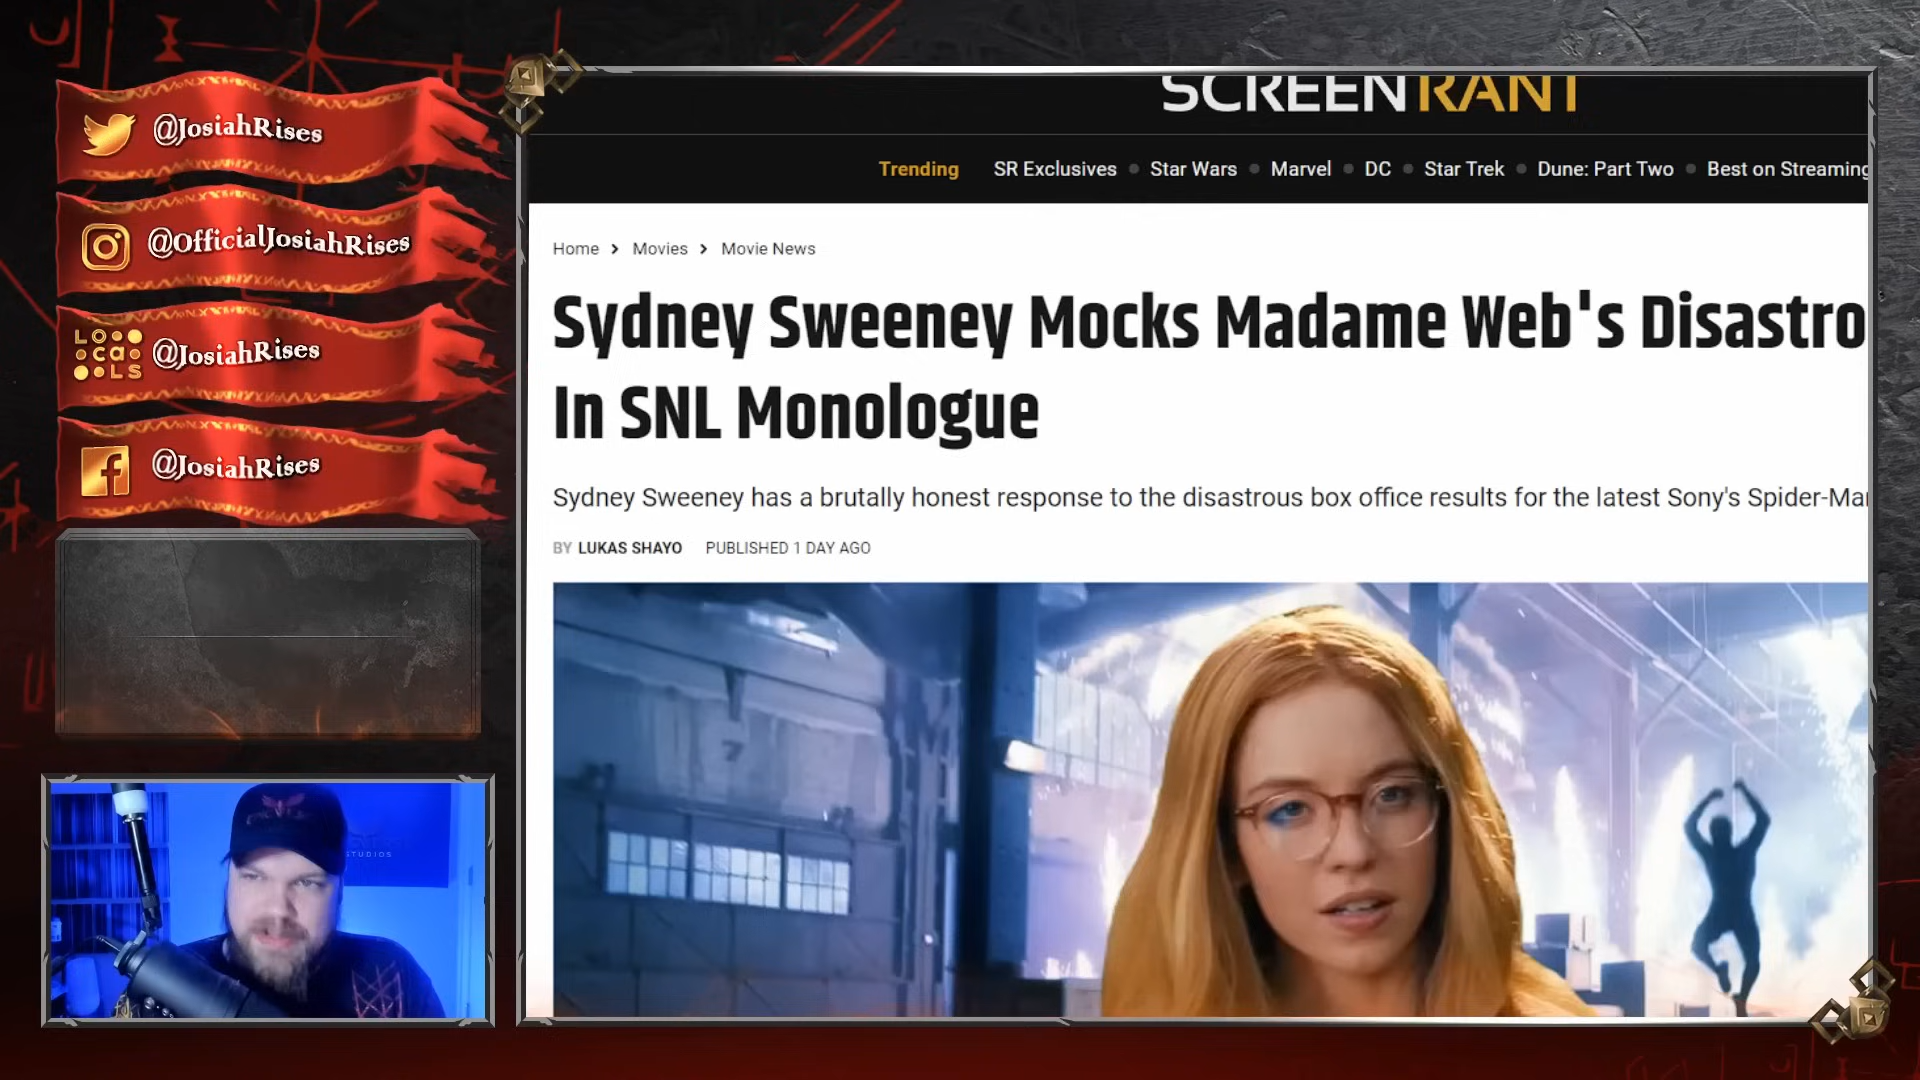 @JosiahRises
@OfficialJosiahRises
LOCALS
@JosiahRises
@JosiahRises
STUDIOS
SCREENRANT
Trending SR Exclusives Star Wars Marvel DC Star Trek Dune: Part Two Best on Streaming
Home > Movies > Movie News
Sydney Sweeney Mocks Madame Web's Disastro
In SNL Monologue
Sydney Sweeney has a brutally honest response to the disastrous box office results for the latest Sony's Spider-Ma
BY LUKAS SHAYO PUBLISHED 1 DAY AGO